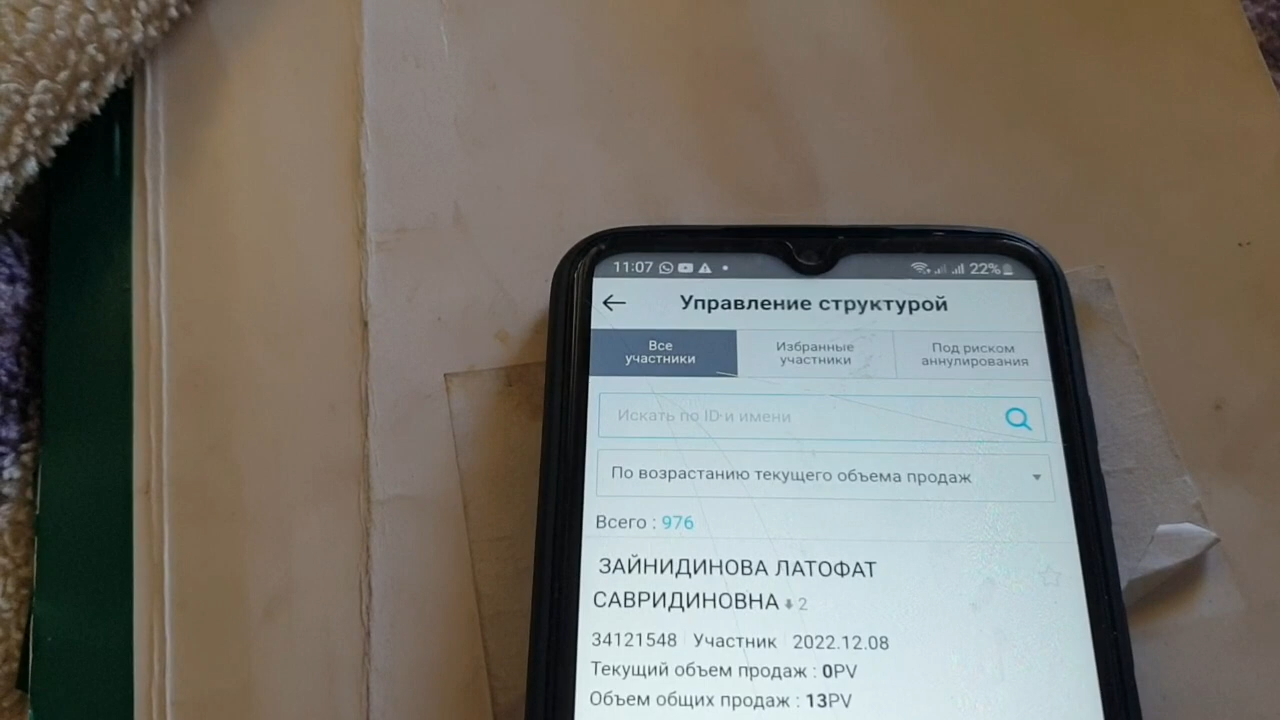 11:07 22%
Управление структурой
Все участники
Избранные участники
Под риском аннулирования
Искать по ID и имени
По возрастанию текущего объема продаж
Всего : 976
ЗАЙНИДИНОВА ЛАТОФАТ
САВРИДИНОВНА 2
34121548 Участник 2022.12.08
Текущий объем продаж : 0PV
Объем общих продаж : 13PV